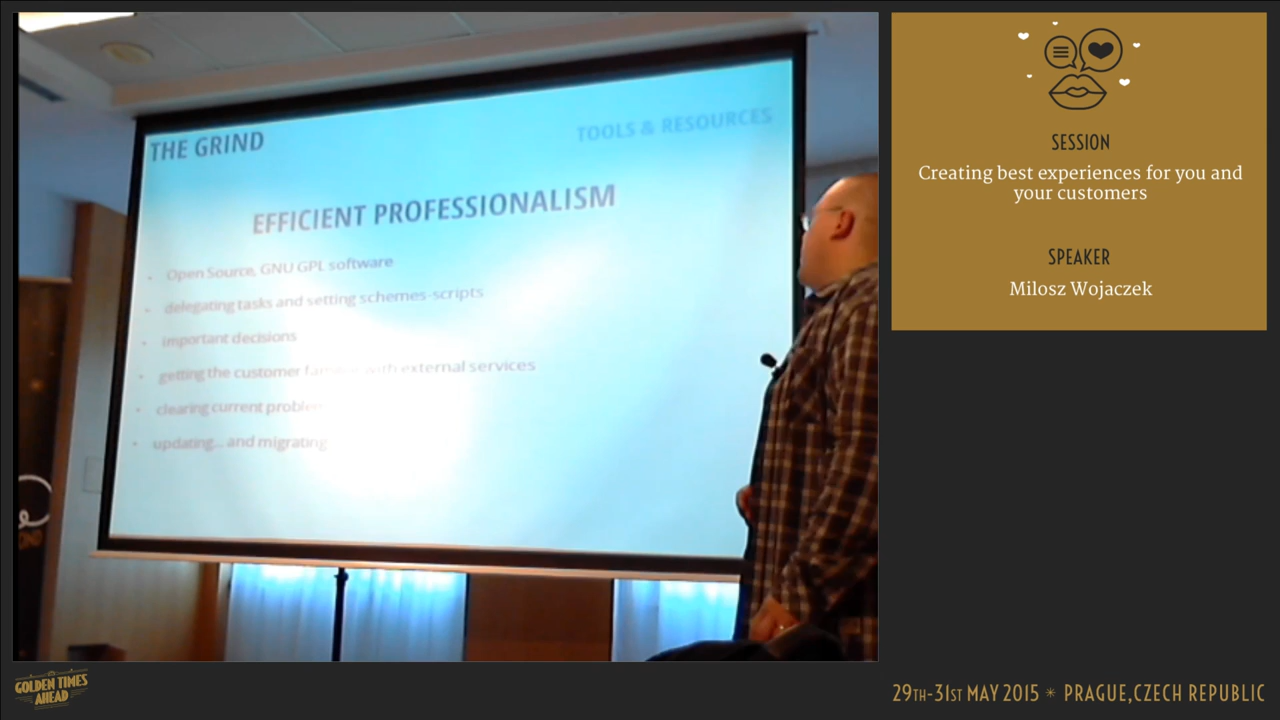 THE GRIND
TOOLS & RESOURCES
EFFICIENT PROFESSIONALISM
Open Source, GNU GPL software
delegating tasks and setting schemes-scripts
important decisions
getting the customer familiar with external services
clearing current
updating... and migrating
SESSION
Creating best experiences for you and
your customers
SPEAKER
Milosz Wojaczek
GOLDEN TIMES
AHEAD
29TH-31ST MAY 2015 * PRAGUE,CZECH REPUBLIC